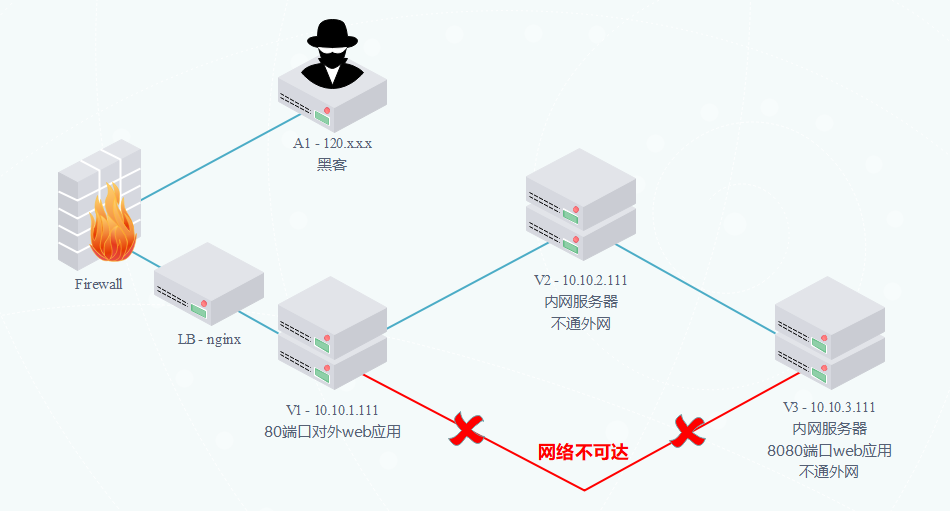 A1 - 120.x.x.x
黑客
Firewall
LB - nginx
V1 - 10.10.1.111
80端口对外web应用
V2 - 10.10.2.111
内网服务器
不通外网
网络不可达
V3 - 10.10.3.111
内网服务器
8080端口web应用
不通外网